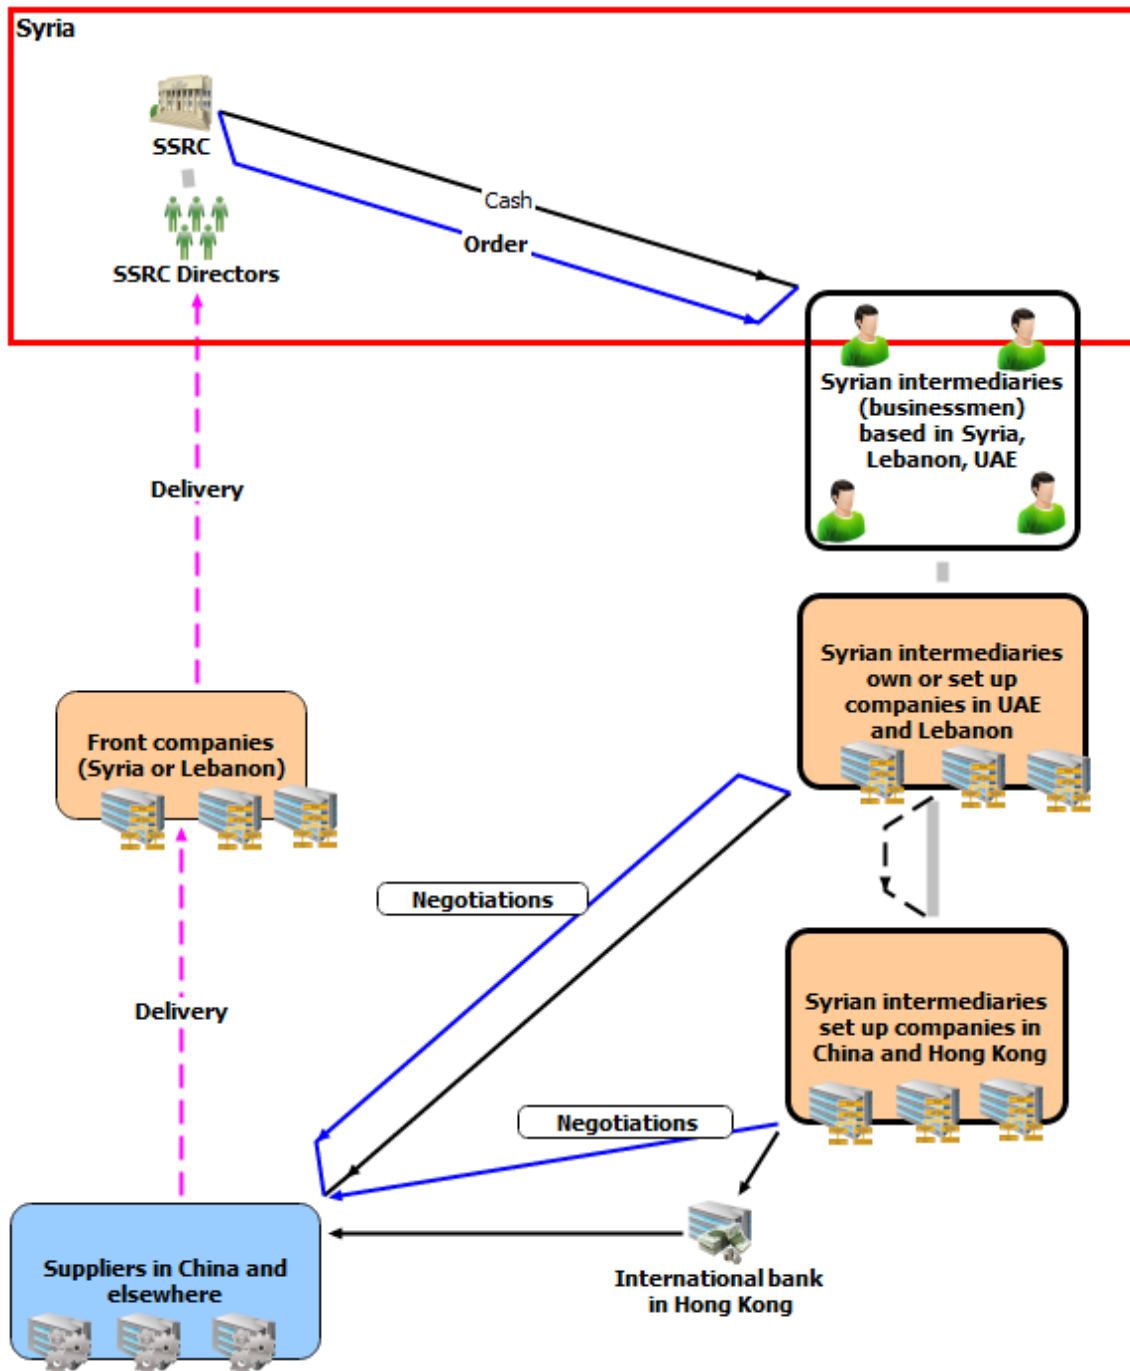 Syria
SSRC
SSRC Directors
Cash
Order
Syrian intermediaries
(businessmen)
based in Syria,
Lebanon, UAE
Delivery
Syrian intermediaries
own or set up
companies in UAE
and Lebanon
Front companies
(Syria or Lebanon)
Negotiations
Delivery
Syrian intermediaries
set up companies in
China and Hong Kong
Negotiations
Suppliers in China and
elsewhere
International bank
in Hong Kong